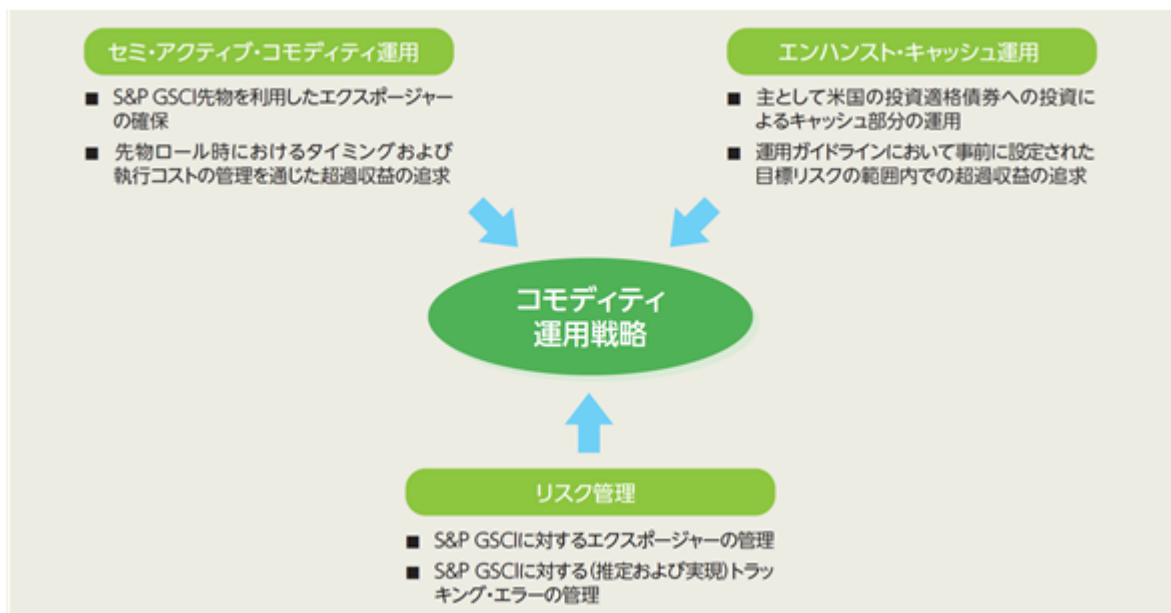 セミ・アクティブ・コモディティ運用
■ S&P GSCI先物を利用したエクスポージャー
の確保
■ 先物ロール時におけるタイミングおよび
執行コストの管理を通じた超過収益の追求
エンハンスト・キャッシュ運用
■ 主として米国の投資適格債券への投資に
よるキャッシュ部分の運用
■ 運用ガイドラインにおいて事前に設定された
目標リスクの範囲内での超過収益の追求
コモディティ
運用戦略
リスク管理
■ S&P GSCIに対するエクスポージャーの管理
■ S&P GSCIに対する(推定および実現)トラッ
キング・エラーの管理